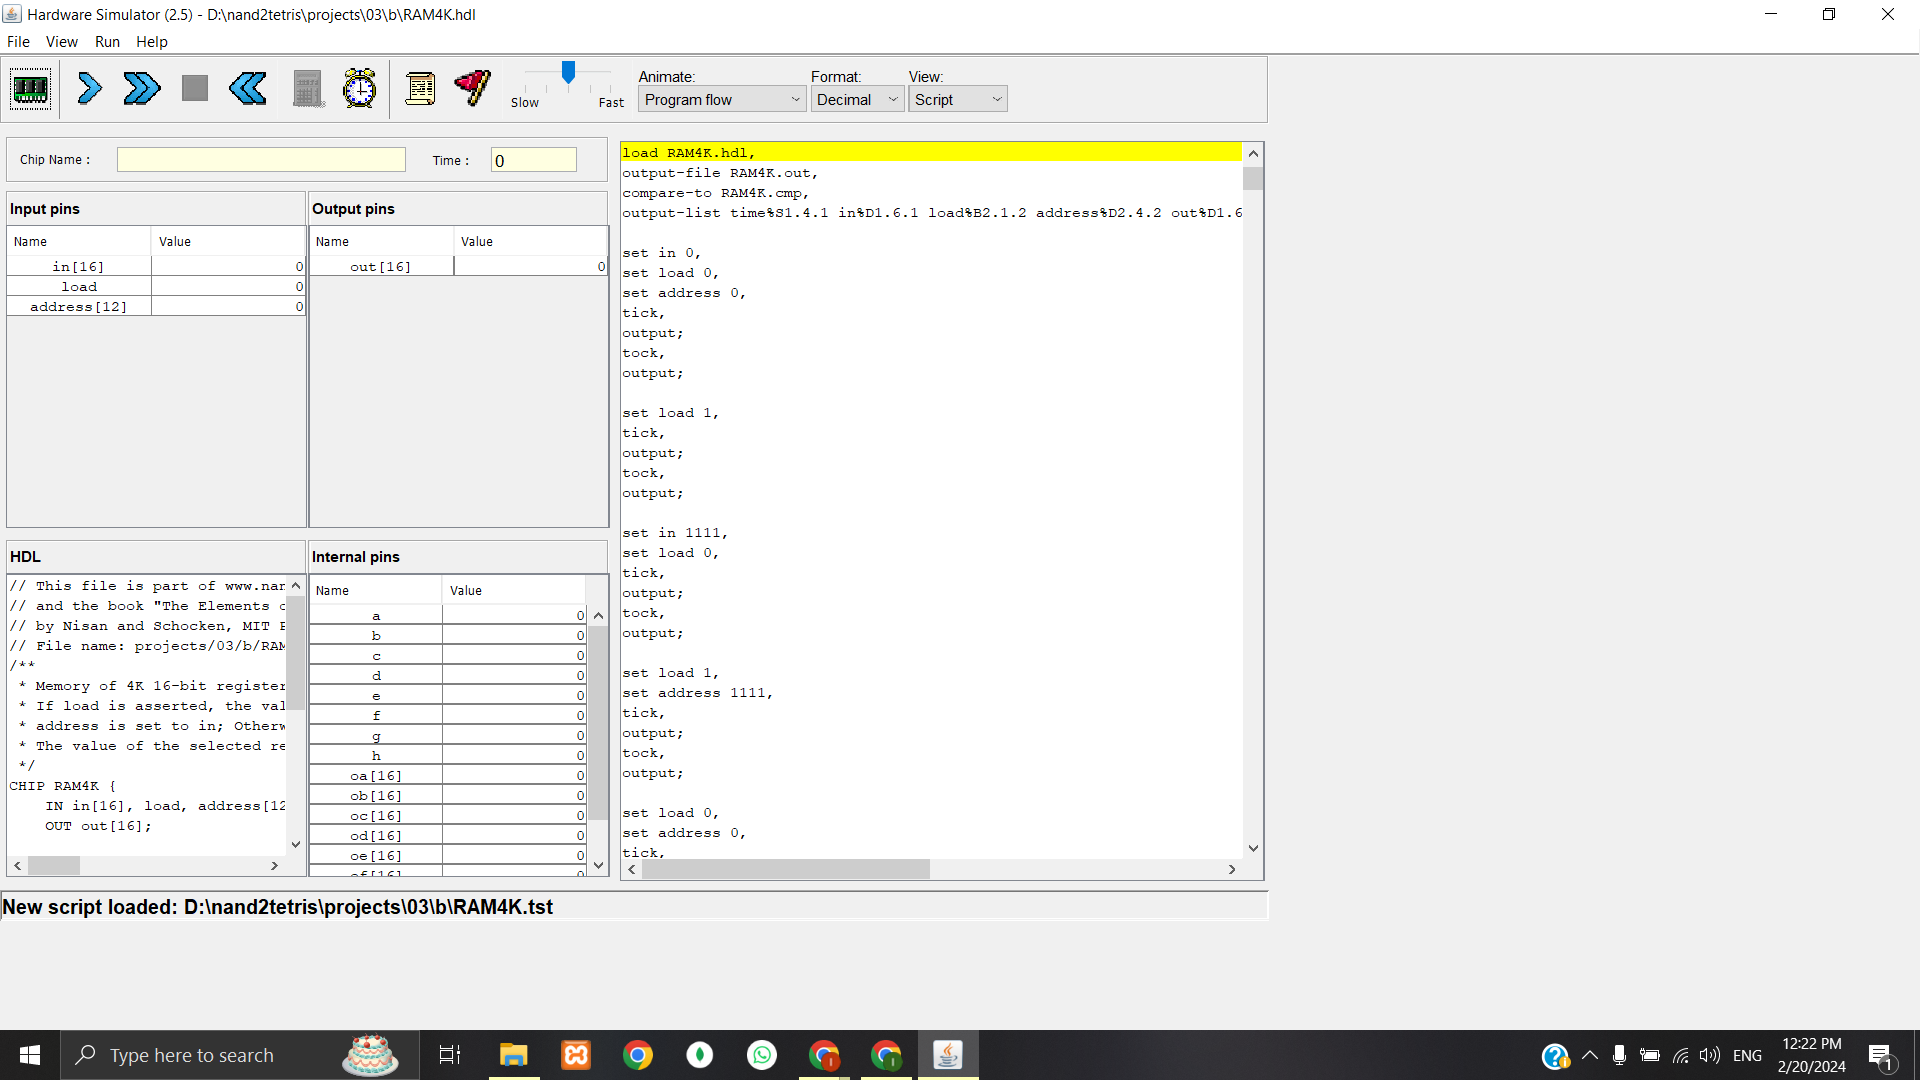 Hardware Simulator (2.5) - D:\nand2tetris\projects\03\b\RAM4K.hdl
File View Run Help
Slow Fast
Animate: Format: View:
Program flow Decimal Script
Chip Name : Time : 0
Input pins
Name Value
in[16] 0
load 0
address[12] 0
Output pins
Name Value
out[16] 0
HDL
// This file is part of www.nan
// and the book "The Elements o
// by Nisan and Schocken, MIT P
// File name: projects/03/b/RAM
/**
* Memory of 4K 16-bit register
* If load is asserted, the val
* address is set to in; Otherw
* The value of the selected re
*/
CHIP RAM4K {
IN in[16], load, address[12
OUT out[16];
Internal pins
Name Value
a 0
b 0
c 0
d 0
e 0
f 0
g 0
h 0
oa[16] 0
ob[16] 0
oc[16] 0
od[16] 0
oe[16] 0
of[16] 0
load RAM4K.hdl,
output-file RAM4K.out,
compare-to RAM4K.cmp,
output-list time%S1.4.1 in%D1.6.1 load%B2.1.2 address%D2.4.2 out%D1.6
set in 0,
set load 0,
set address 0,
tick,
output;
tock,
output;
set load 1,
tick,
output;
tock,
output;
set in 1111,
set load 0,
tick,
output;
tock,
output;
set load 1,
set address 1111,
tick,
output;
tock,
output;
set load 0,
set address 0,
tick,
New script loaded: D:\nand2tetris\projects\03\b\RAM4K.tst
Type here to search
ENG
12:22 PM
2/20/2024
1